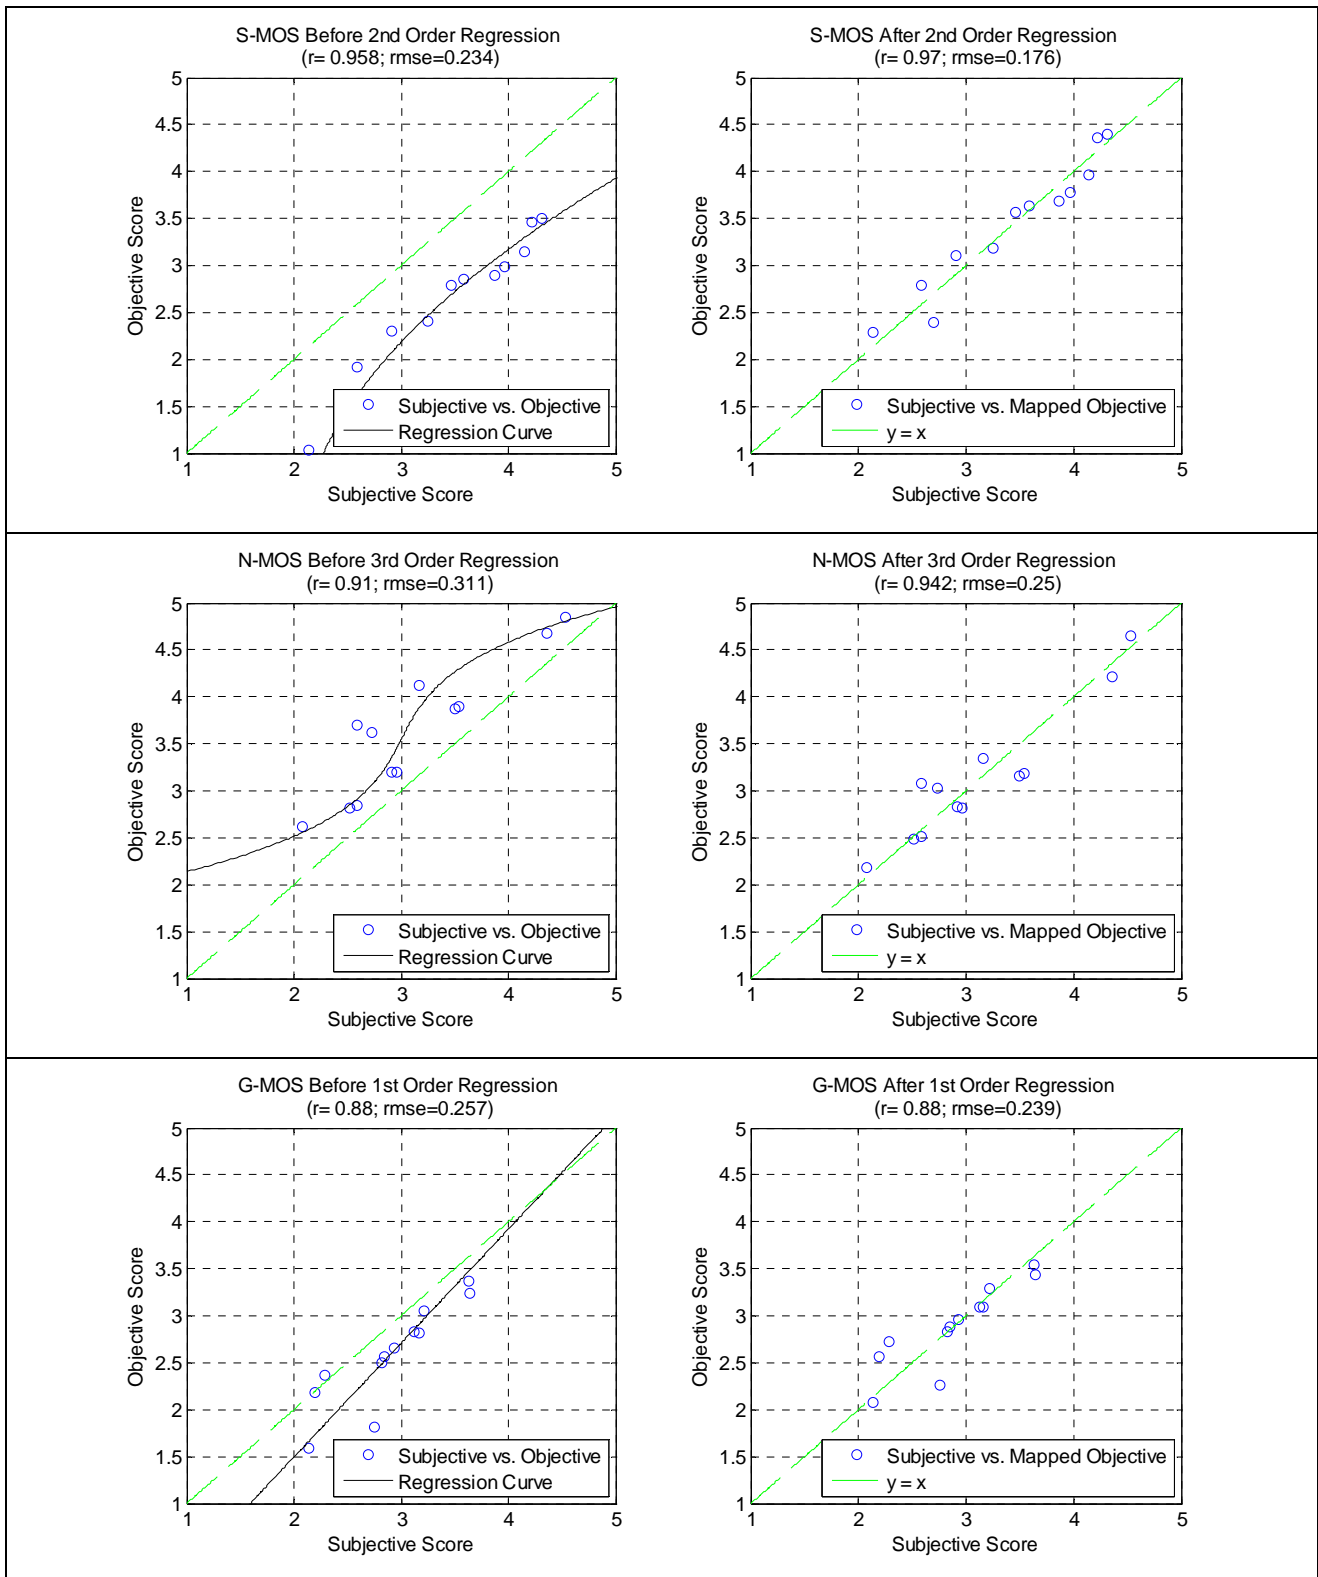 S-MOS Before 2nd Order Regression
(r= 0.958; rmse=0.234)
5
4.5
4
3.5
3
2.5
2
1.5
1
Objective Score
Subjective vs. Objective
Regression Curve
1 2 3 4 5
Subjective Score
S-MOS After 2nd Order Regression
(r= 0.97; rmse=0.176)
5
4.5
4
3.5
3
2.5
2
1.5
1
Objective Score
Subjective vs. Mapped Objective
y = x
1 2 3 4 5
Subjective Score
N-MOS Before 3rd Order Regression
(r= 0.91; rmse=0.311)
5
4.5
4
3.5
3
2.5
2
1.5
1
Objective Score
Subjective vs. Objective
Regression Curve
1 2 3 4 5
Subjective Score
N-MOS After 3rd Order Regression
(r= 0.942; rmse=0.25)
5
4.5
4
3.5
3
2.5
2
1.5
1
Objective Score
Subjective vs. Mapped Objective
y = x
1 2 3 4 5
Subjective Score
G-MOS Before 1st Order Regression
(r= 0.88; rmse=0.257)
5
4.5
4
3.5
3
2.5
2
1.5
1
Objective Score
Subjective vs. Objective
Regression Curve
1 2 3 4 5
Subjective Score
G-MOS After 1st Order Regression
(r= 0.88; rmse=0.239)
5
4.5
4
3.5
3
2.5
2
1.5
1
Objective Score
Subjective vs. Mapped Objective
y = x
1 2 3 4 5
Subjective Score